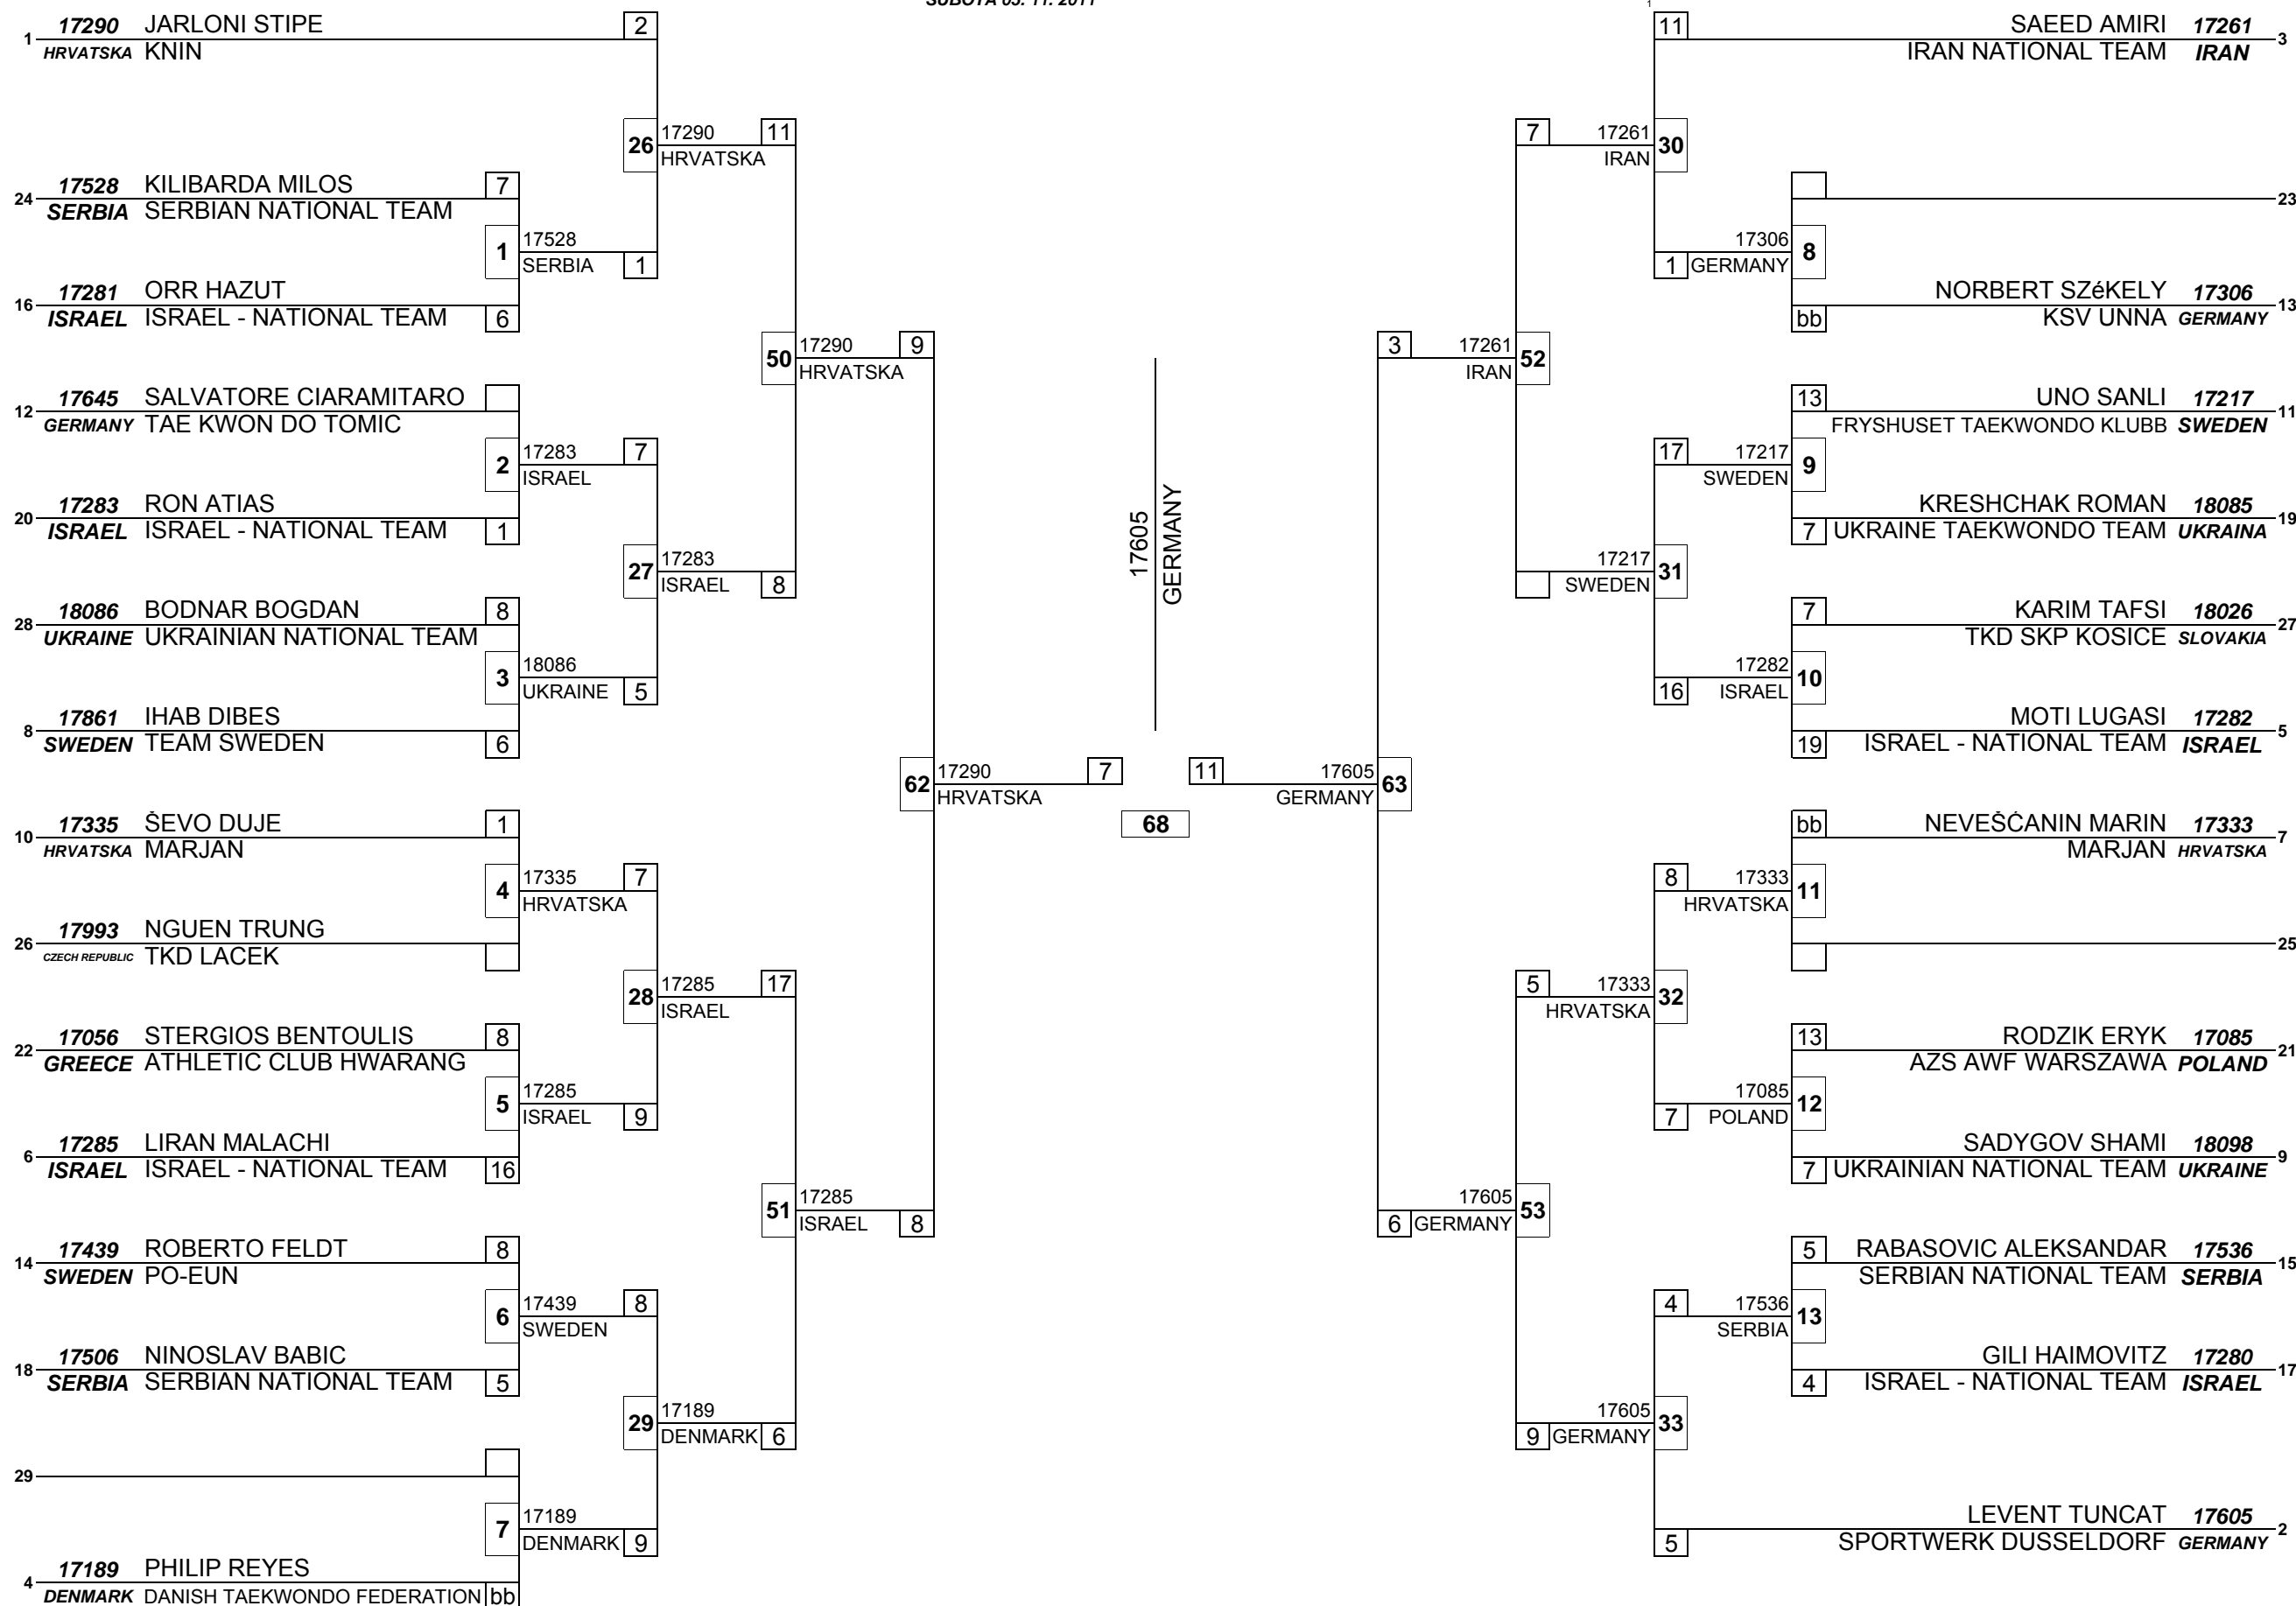 SUBOTA 05. 11. 2011
1
1 17290 JARLONI STIPE 2
HRVATSKA KNIN
26 17290 11
HRVATSKA
24 17528 KILIBARDA MILOS 7
SERBIA SERBIAN NATIONAL TEAM
1 17528
SERBIA 1
16 17281 ORR HAZUT
ISRAEL ISRAEL - NATIONAL TEAM 6
50 17290 9
HRVATSKA
12 17645 SALVATORE CIARAMITARO
GERMANY TAE KWON DO TOMIC
2 17283 7
ISRAEL
20 17283 RON ATIAS
ISRAEL ISRAEL - NATIONAL TEAM 1
27 17283
ISRAEL 8
28 18086 BODNAR BOGDAN 8
UKRAINE UKRAINIAN NATIONAL TEAM
3 18086
UKRAINE 5
8 17861 IHAB DIBES
SWEDEN TEAM SWEDEN 6
62 17290 7
HRVATSKA
10 17335 ŠEVO DUJE 1
HRVATSKA MARJAN
4 17335 7
HRVATSKA
26 17993 NGUEN TRUNG
CZECH REPUBLIC TKD LACEK
28 17285 17
ISRAEL
22 17056 STERGIOS BENTOULIS 8
GREECE ATHLETIC CLUB HWARANG
5 17285
ISRAEL 9
6 17285 LIRAN MALACHI
ISRAEL ISRAEL - NATIONAL TEAM 16
51 17285
ISRAEL 8
14 17439 ROBERTO FELDT 8
SWEDEN PO-EUN
6 17439 8
SWEDEN
18 17506 NINOSLAV BABIC
SERBIA SERBIAN NATIONAL TEAM 5
29 17189
DENMARK 6
29
7 17189
DENMARK 9
4 17189 PHILIP REYES
DENMARK DANISH TAEKWONDO FEDERATION bb
17605
GERMANY
68
11 SAEED AMIRI 17261 3
IRAN NATIONAL TEAM IRAN
7 17261 30
IRAN
23
17306 8
1 GERMANY
NORBERT SZéKELY 17306 13
bb KSV UNNA GERMANY
3 17261 52
IRAN
13 UNO SANLI 17217 11
FRYSHUSET TAEKWONDO KLUBB SWEDEN
17 17217 9
SWEDEN
KRESHCHAK ROMAN 18085 19
7 UKRAINE TAEKWONDO TEAM UKRAINA
17217 31
SWEDEN
7 KARIM TAFSI 18026 27
TKD SKP KOSICE SLOVAKIA
17282 10
16 ISRAEL
MOTI LUGASI 17282 5
19 ISRAEL - NATIONAL TEAM ISRAEL
11 17605 63
GERMANY
bb NEVEŠĆANIN MARIN 17333 7
MARJAN HRVATSKA
8 17333 11
HRVATSKA
25
5 17333 32
HRVATSKA
13 RODZIK ERYK 17085 21
AZS AWF WARSZAWA POLAND
17085 12
7 POLAND
SADYGOV SHAMI 18098 9
7 UKRAINIAN NATIONAL TEAM UKRAINE
17605 53
6 GERMANY
5 RABASOVIC ALEKSANDAR 17536 15
SERBIAN NATIONAL TEAM SERBIA
4 17536 13
SERBIA
GILI HAIMOVITZ 17280 17
4 ISRAEL - NATIONAL TEAM ISRAEL
17605 33
9 GERMANY
LEVENT TUNCAT 17605 2
5 SPORTWERK DUSSELDORF GERMANY